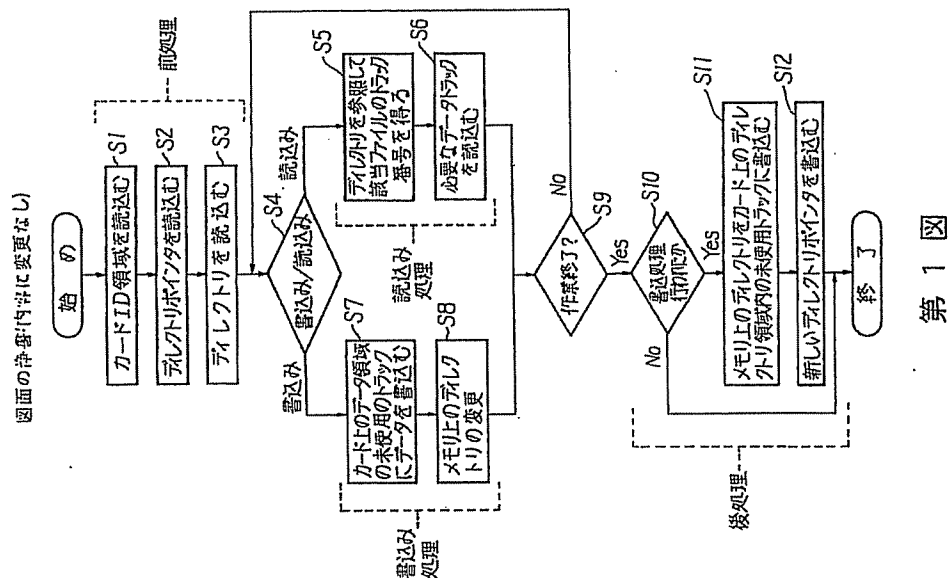 図面の浄書(内容に変更なし)
始め
カードID領域を読込む
S1
ディレクトリポインタを読込む
S2
ディレクトリを読込む
S3
前処理
書込み/読込み
S4
書込み
読込み
ディレクトリを参照して
該当ファイルのトラック
番号を得る
S5
必要なデータトラック
を読込む
S6
読込み
処理
カード上のデータ領域
の未使用のトラック
にデータを書込む
S7
メモリ上のディレク
トリの変更
S8
書込み
処理
作業終了?
S9
No
Yes
書込処理
S10
No
Yes
メモリ上のディレクトリをカード上のディレ
クトリ領域内の未使用トラックに書込む
S11
新しいディレクトリポインタを書込む
S12
後処理
終了
第1図